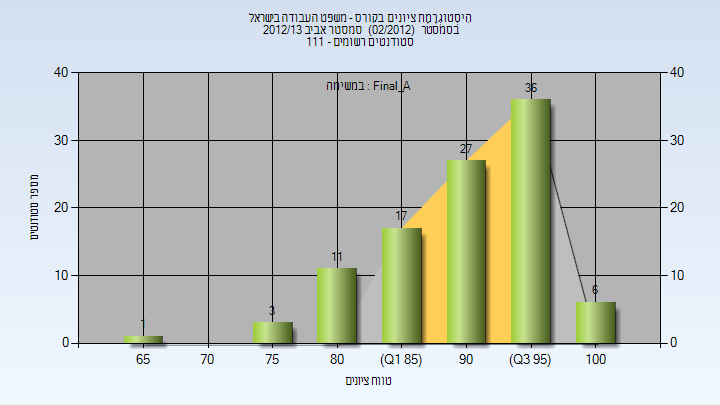 היסטוגרמת ציונים בקורס - משפט העבודה בישראל
בסמסטר (02/2012) סמסטר אביב 2012/13
סטודנטים רשומים - 111
במשימה : Final_A
40
30
20
10
0
40
30
20
10
0
מספר סטודנטים
1
3
11
17
27
36
6
65
70
75
80
(Q1 85)
90
(Q3 95)
100
טווח ציונים